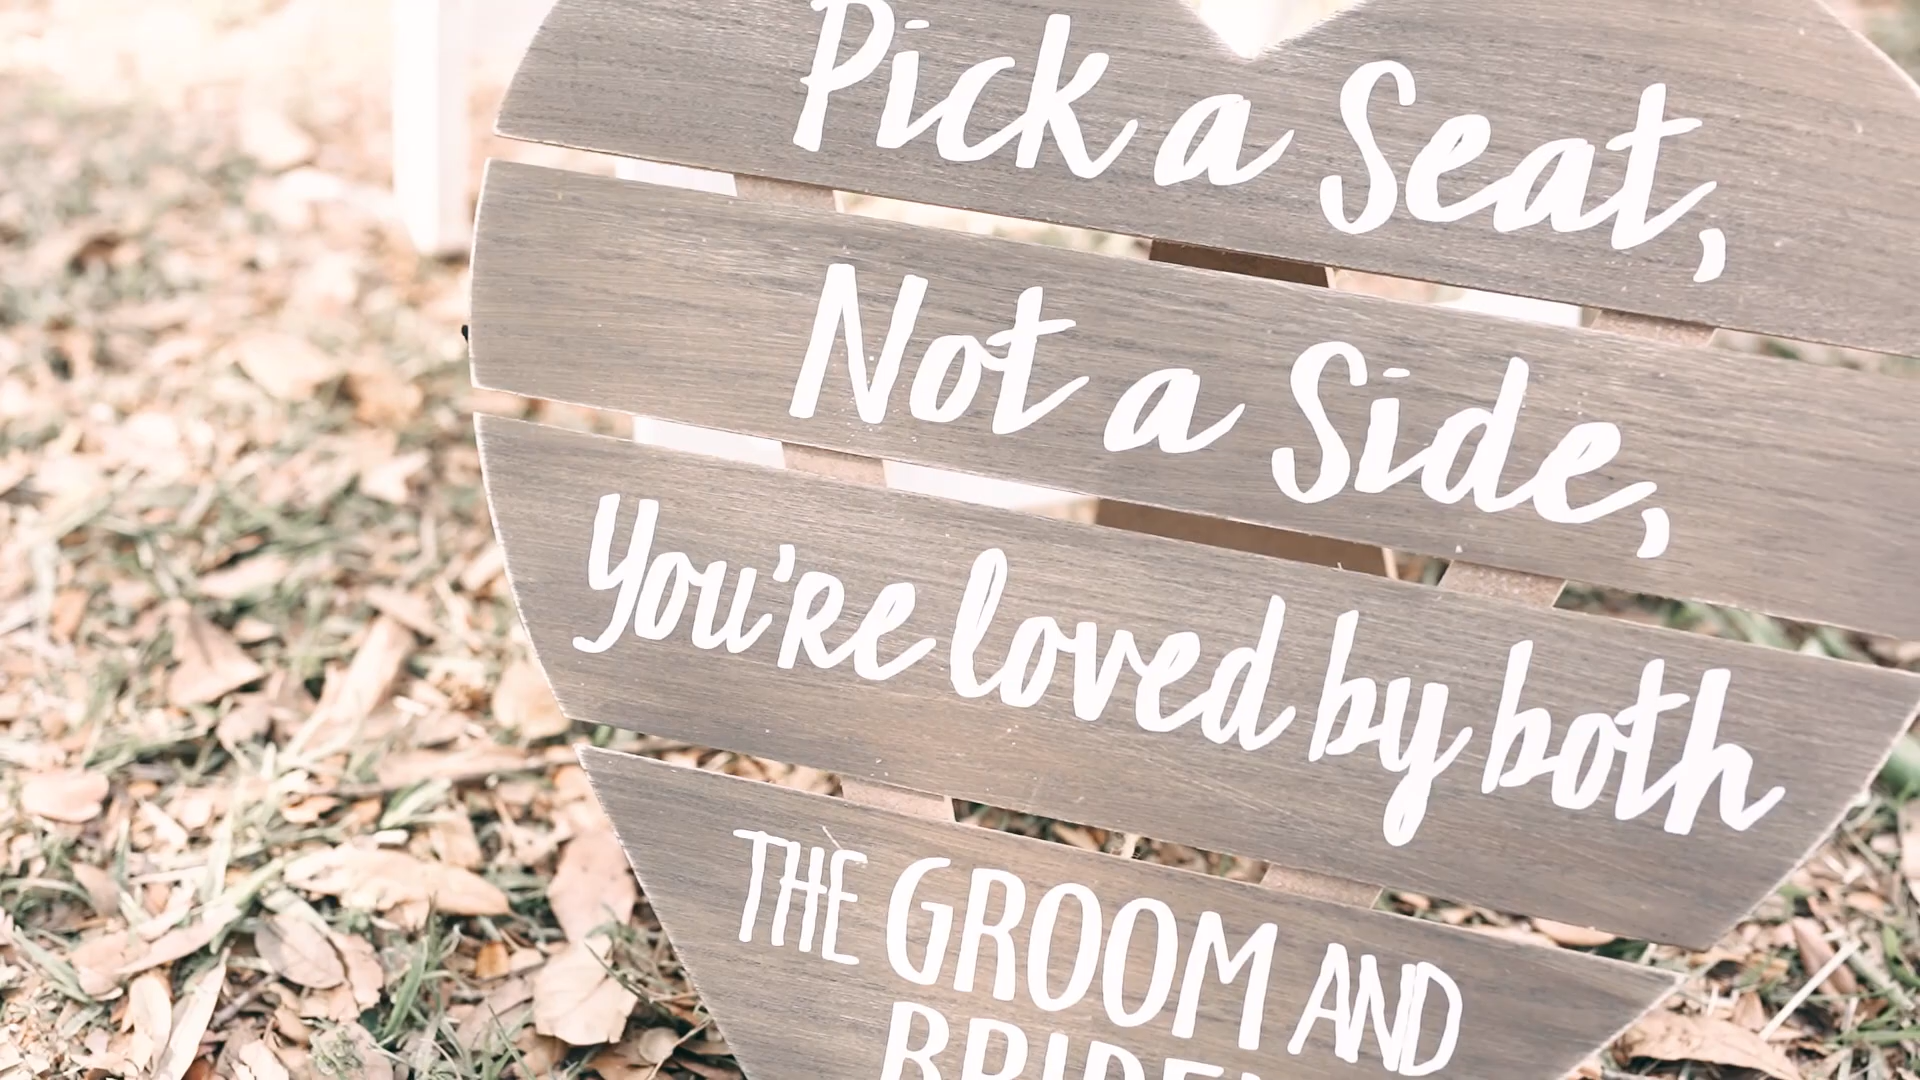 Pick a Seat,
Not a Side,
You're loved by both
THE GROOM AND
BRIDE